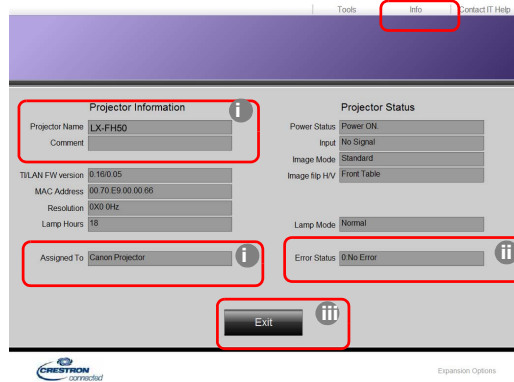 Tools Info Contact IT Help
Projector Information
i
Projector Name LX-FH50
Comment
TI/LAN FW version 0.16/0.05
MAC Address 00.70.E9.00.00.66
Resolution 0X0 0Hz
Lamp Hours 18
Assigned To Canon Projector
i
Projector Status
Power Status Power ON.
Input No Signal
Image Mode Standard
Image filp H/V Front Table
Lamp Mode Normal
Error Status 0:No Error
ii
Exit
iii
CRESTRON
connected
Expansion Options